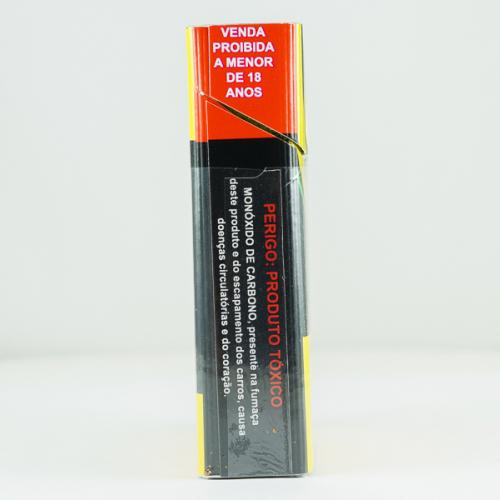 VENDA
PROIBIDA
A MENOR
DE 18
ANOS
PERIGO: PRODUTO TÓXICO
MONÓXIDO DE CARBONO, presente na fumaça
deste produto e do escapamento dos carros, causa
doenças circulatórias e do coração.